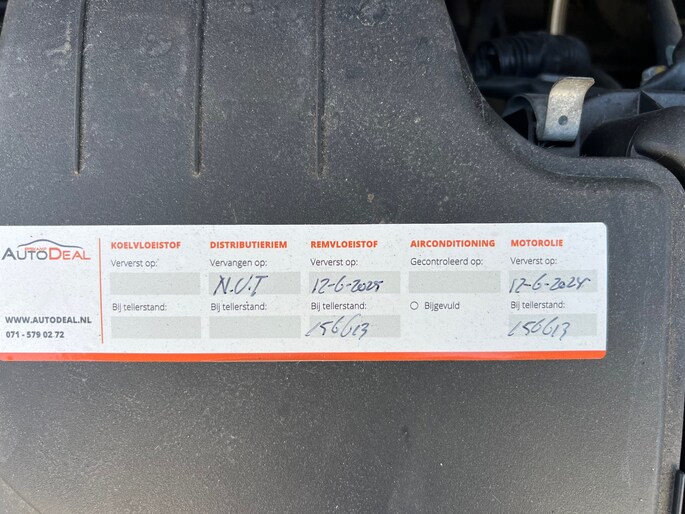 AUTODEAL
WWW.AUTODEAL.NL
071 - 579 02 72
KOELVLOEISTOF
Ververst op:
Bij tellerstand:
DISTRIBUTIERIEM
Vervangen op:
N.V.T
Bij tellerstand:
REMVLOEISTOF
Ververst op:
12-6-2024
Bij tellerstand:
156613
AIRCONDITIONING
Gecontroleerd op:
Bijgevuld
MOTOROLIE
Ververst op:
12-6-2024
Bij tellerstand:
156613